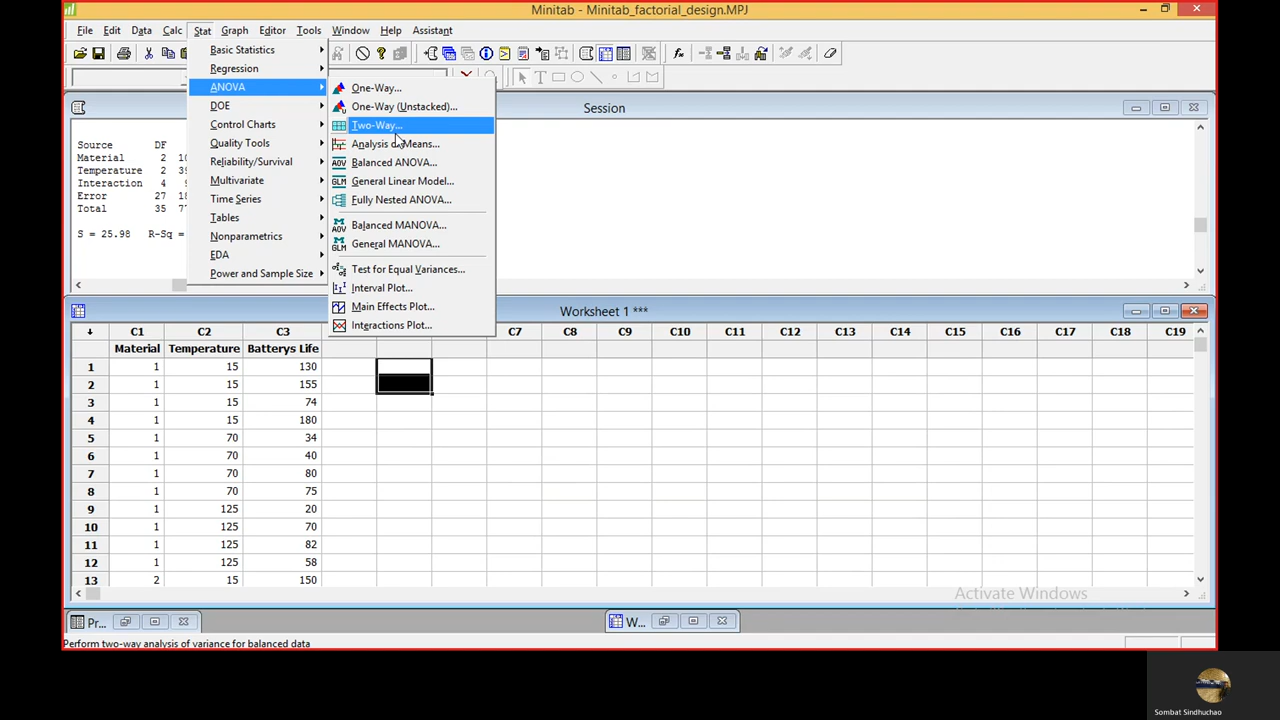 Minitab - Minitab_factorial_design.MPJ
File Edit Data Calc Stat Graph Editor Tools Window Help Assistant
Basic Statistics
Regression
ANOVA
DOE
Control Charts
Quality Tools
Reliability/Survival
Multivariate
Time Series
Tables
Nonparametrics
EDA
Power and Sample Size
One-Way...
One-Way (Unstacked)...
Two-Way...
Analysis of Means...
Balanced ANOVA...
General Linear Model...
Fully Nested ANOVA...
Balanced MANOVA...
General MANOVA...
Test for Equal Variances...
Interval Plot...
Main Effects Plot...
Interactions Plot...
Session
Source DF
Material 2
Temperature 2
Interaction 4
Error 27
Total 35
S = 25.98 R-Sq =
Worksheet 1 ***
C1 C2 C3 C7 C8 C9 C10 C11 C12 C13 C14 C15 C16 C17 C18 C19
Material Temperature Batterys Life
1 1 15 130
2 1 15 155
3 1 15 74
4 1 15 180
5 1 70 34
6 1 70 40
7 1 70 80
8 1 70 75
9 1 125 20
10 1 125 70
11 1 125 82
12 1 125 58
13 2 15 150
Activate Windows
Pr... W...
Perform two-way analysis of variance for balanced data
Sombat Sindhuchao